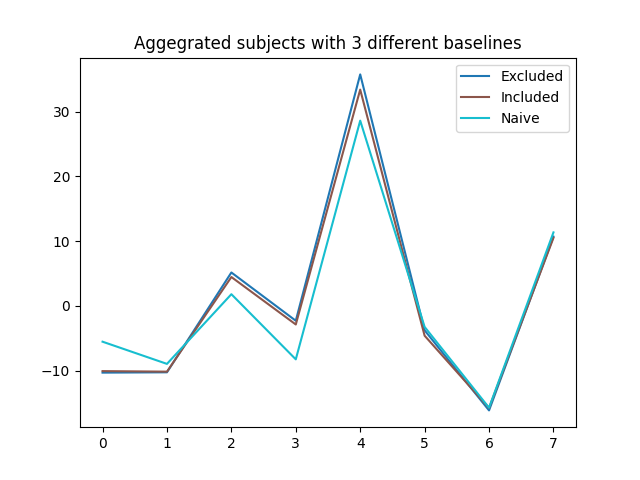 Aggegrated subjects with 3 different baselines
Excluded
Included
Naive
30
20
10
0
−10
0 1 2 3 4 5 6 7